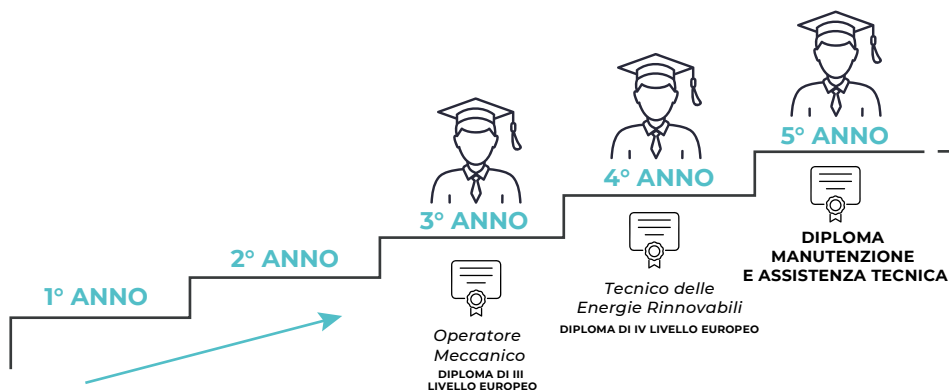 1° ANNO
2° ANNO
3° ANNO
Operatore
Meccanico
DIPLOMA DI III
LIVELLO EUROPEO
4° ANNO
Tecnico delle
Energie Rinnovabili
DIPLOMA DI IV LIVELLO EUROPEO
5° ANNO
DIPLOMA
MANUTENZIONE
E ASSISTENZA TECNICA